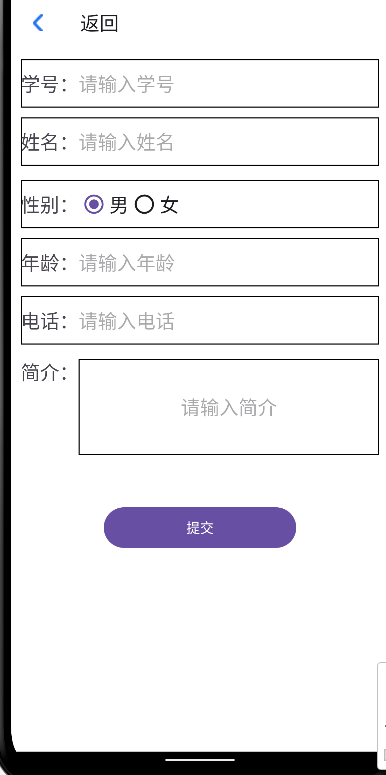 返回
学号：请输入学号
姓名：请输入姓名
性别：男 女
年龄：请输入年龄
电话：请输入电话
简介：
请输入简介
提交